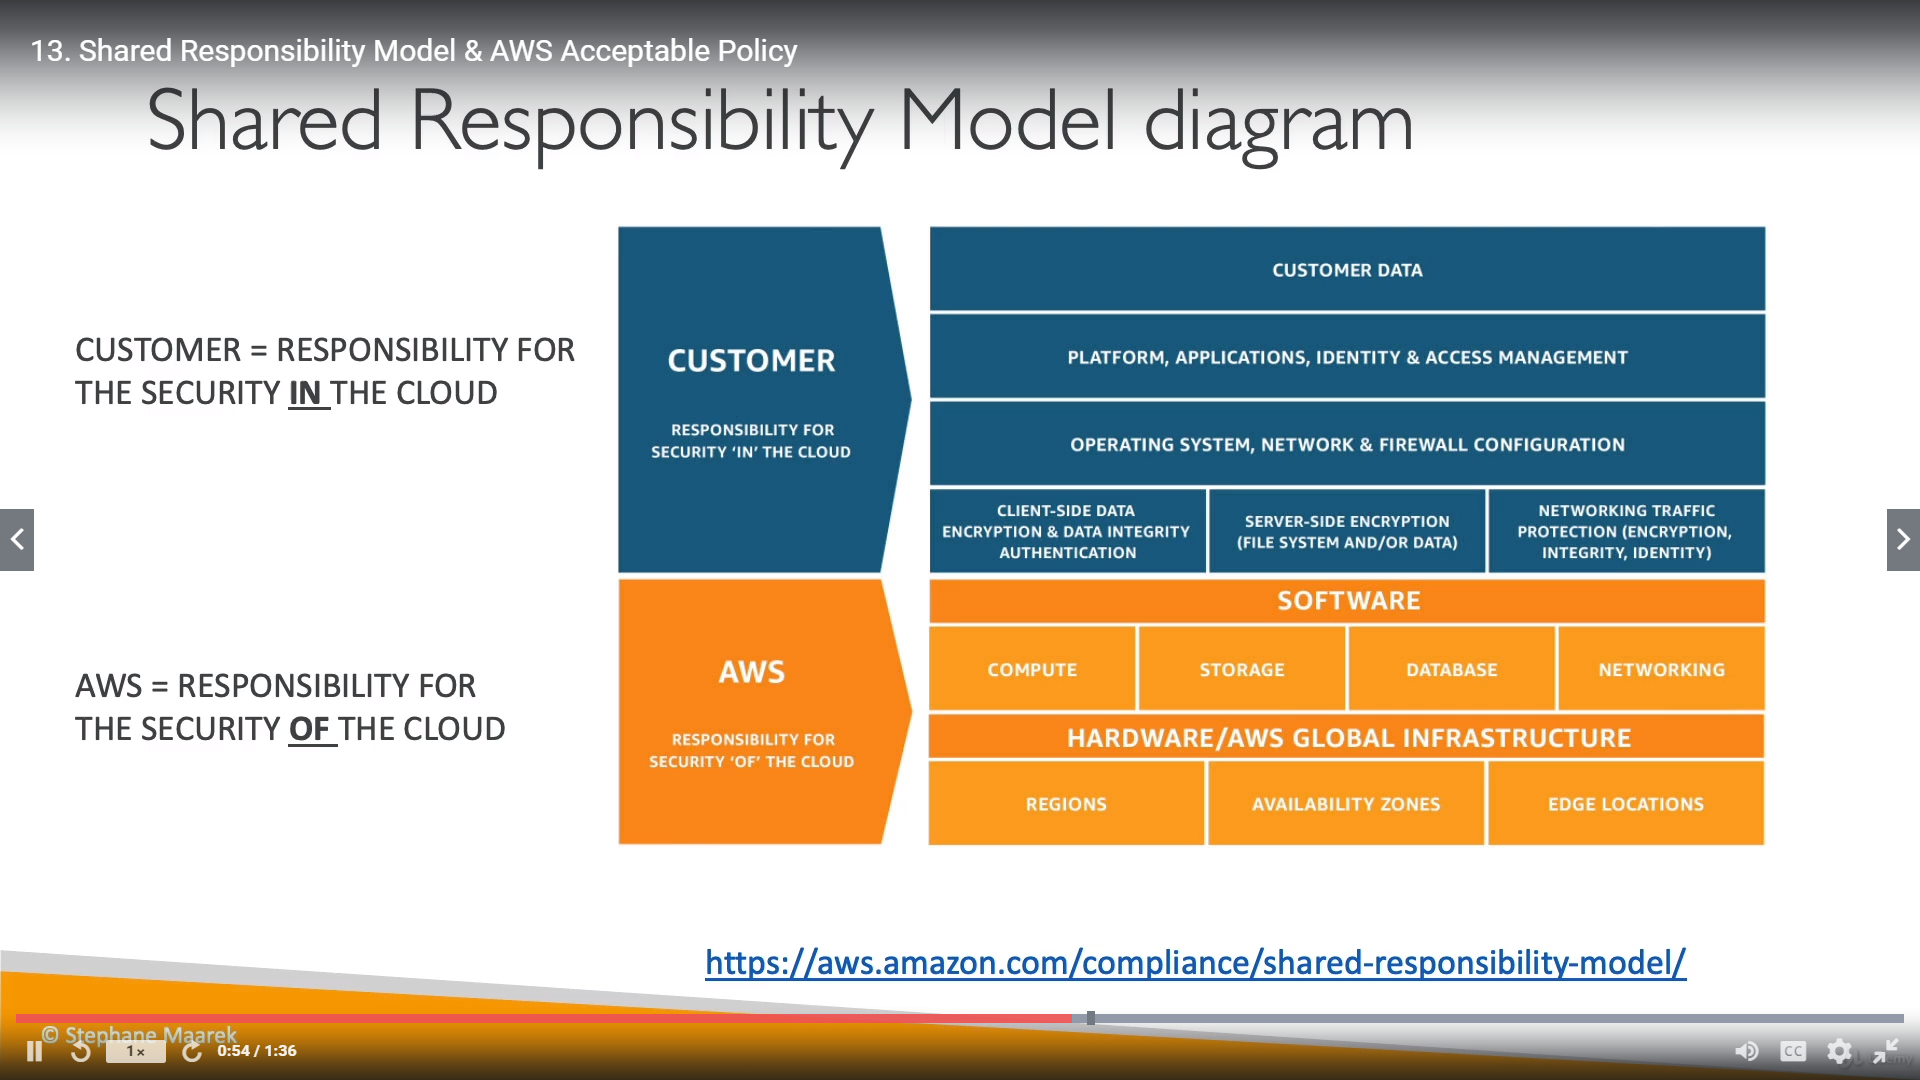 13. Shared Responsibility Model & AWS Acceptable Policy
Shared Responsibility Model diagram
CUSTOMER = RESPONSIBILITY FOR
THE SECURITY IN THE CLOUD
CUSTOMER
RESPONSIBILITY FOR
SECURITY ‘IN’ THE CLOUD
CUSTOMER DATA
PLATFORM, APPLICATIONS, IDENTITY & ACCESS MANAGEMENT
OPERATING SYSTEM, NETWORK & FIREWALL CONFIGURATION
CLIENT-SIDE DATA
ENCRYPTION & DATA INTEGRITY
AUTHENTICATION
SERVER-SIDE ENCRYPTION
(FILE SYSTEM AND/OR DATA)
NETWORKING TRAFFIC
PROTECTION (ENCRYPTION,
INTEGRITY, IDENTITY)
AWS = RESPONSIBILITY FOR
THE SECURITY OF THE CLOUD
AWS
RESPONSIBILITY FOR
SECURITY ‘OF’ THE CLOUD
SOFTWARE
COMPUTE
STORAGE
DATABASE
NETWORKING
HARDWARE/AWS GLOBAL INFRASTRUCTURE
REGIONS
AVAILABILITY ZONES
EDGE LOCATIONS
https://aws.amazon.com/compliance/shared-responsibility-model/
© Stephane Maarek
1×
0:54 / 1:36
CC